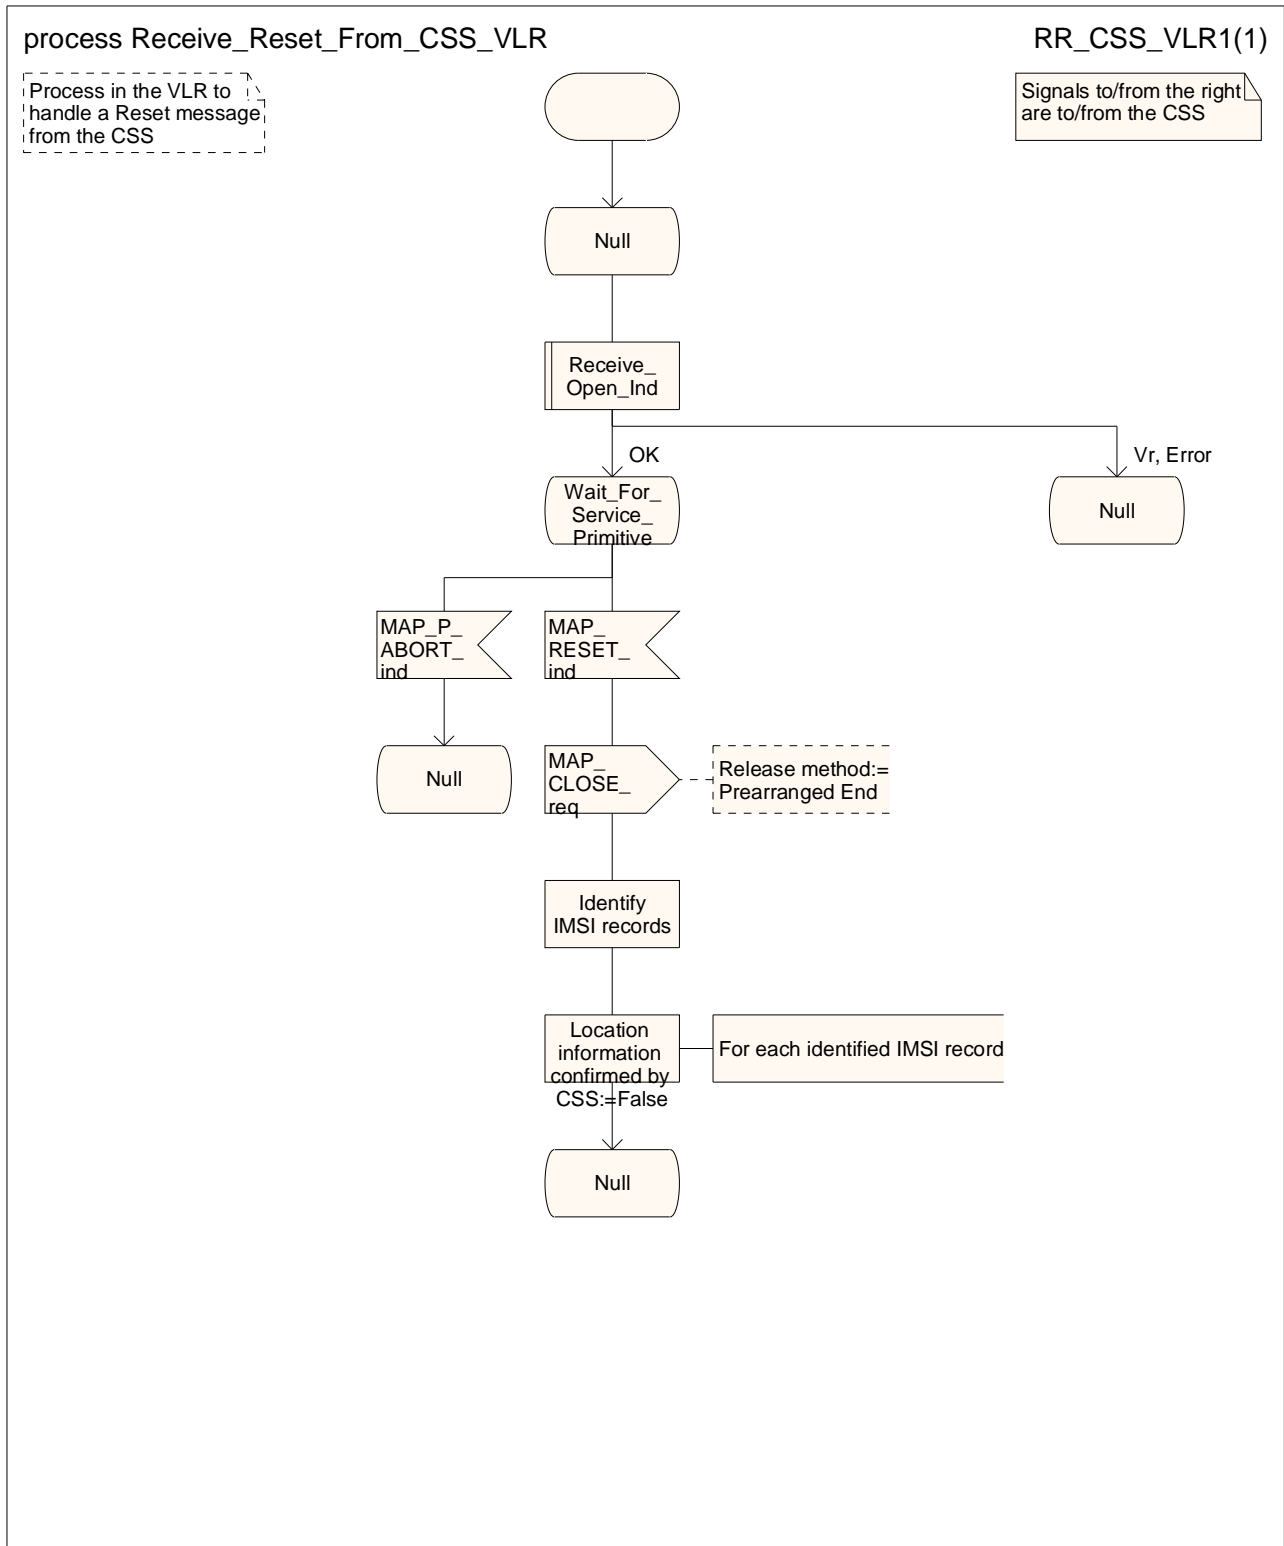 process Receive_Reset_From_CSS_VLR
RR_CSS_VLR1(1)
Process in the VLR to
handle a Reset message
from the CSS
Signals to/from the right
are to/from the CSS
Null
Receive_
Open_Ind
OK
Vr, Error
Wait_For_
Service_
Primitive
Null
MAP_P_
ABORT_
ind
MAP_
RESET_
ind
Null
MAP_
CLOSE_
req
Release method:=
Prearranged End
Identify
IMSI records
Location
information
confirmed by
CSS:=False
For each identified IMSI record
Null